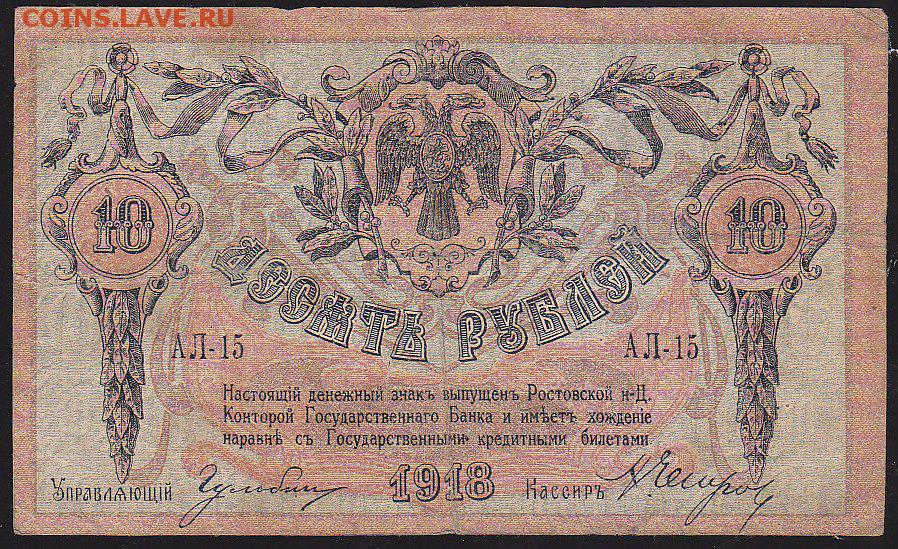 COINS.LAVE.RU
10
10
ДЕСЯТЬ РУБЛЕЙ
АЛ-15
АЛ-15
Настоящій денежный знакъ выпущенъ Ростовской н-Д.
Конторой Государственнаго Банка и имѣетъ хожденіе
наравнѣ съ Государственными кредитными билетами.
Управляющій
1918
Кассиръ